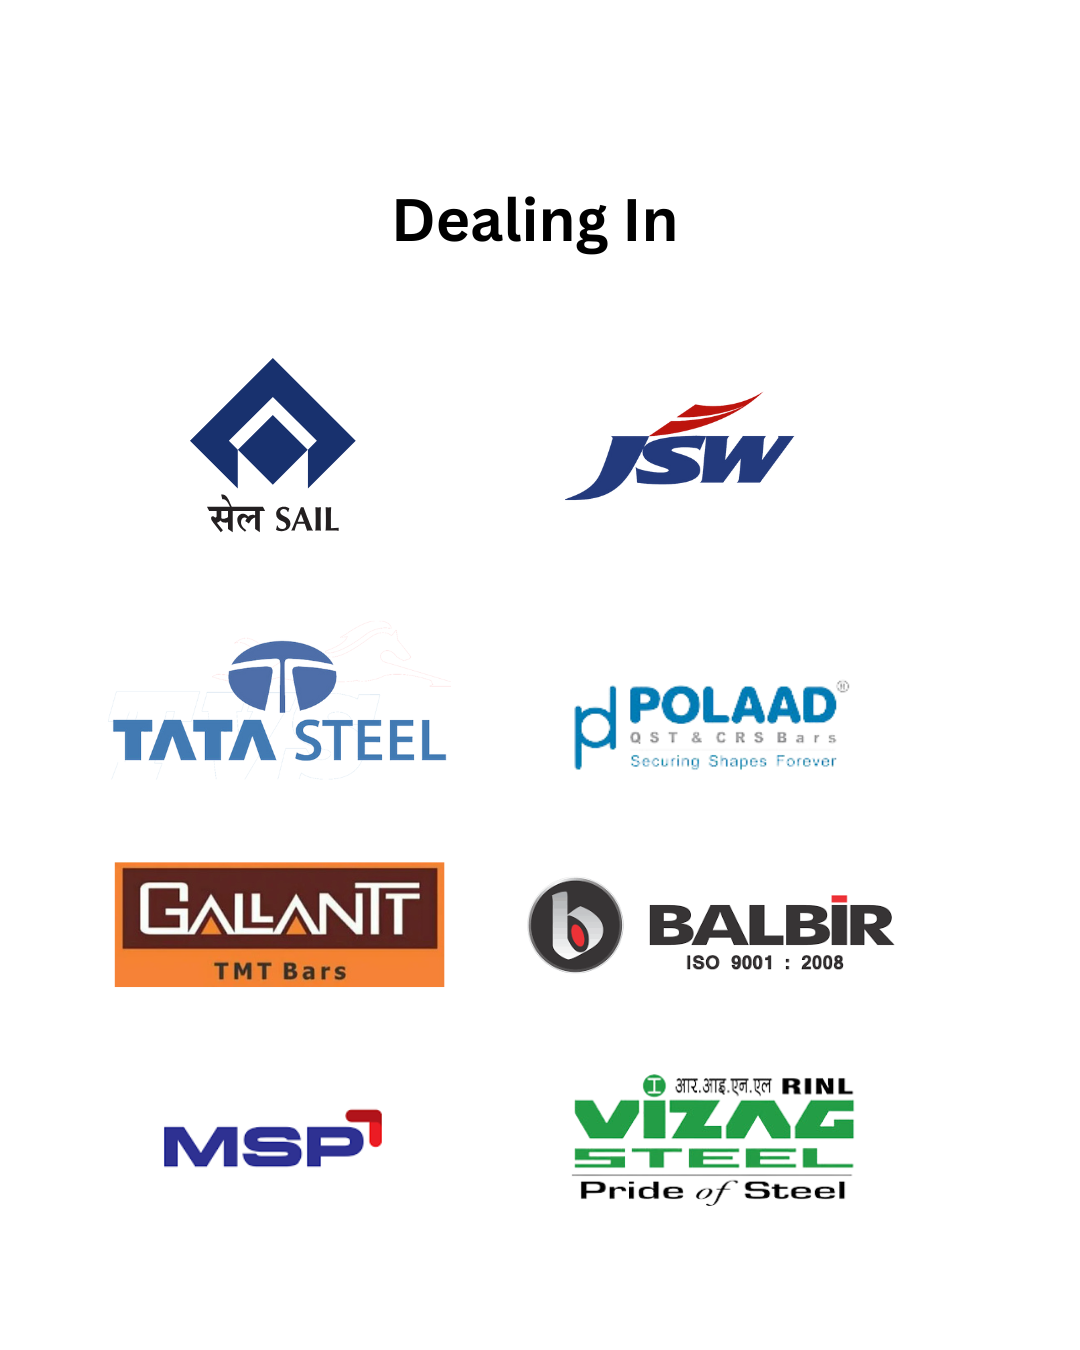 Dealing In
सेल SAIL
JSW
TATA STEEL
POLAAD®
QST & CRS Bars
Securing Shapes Forever
GALLANTT
TMT Bars
b BALBIR
ISO 9001 : 2008
MSP
आर.आइ.एन.एल RINL
VIZAG
STEEL
Pride of Steel